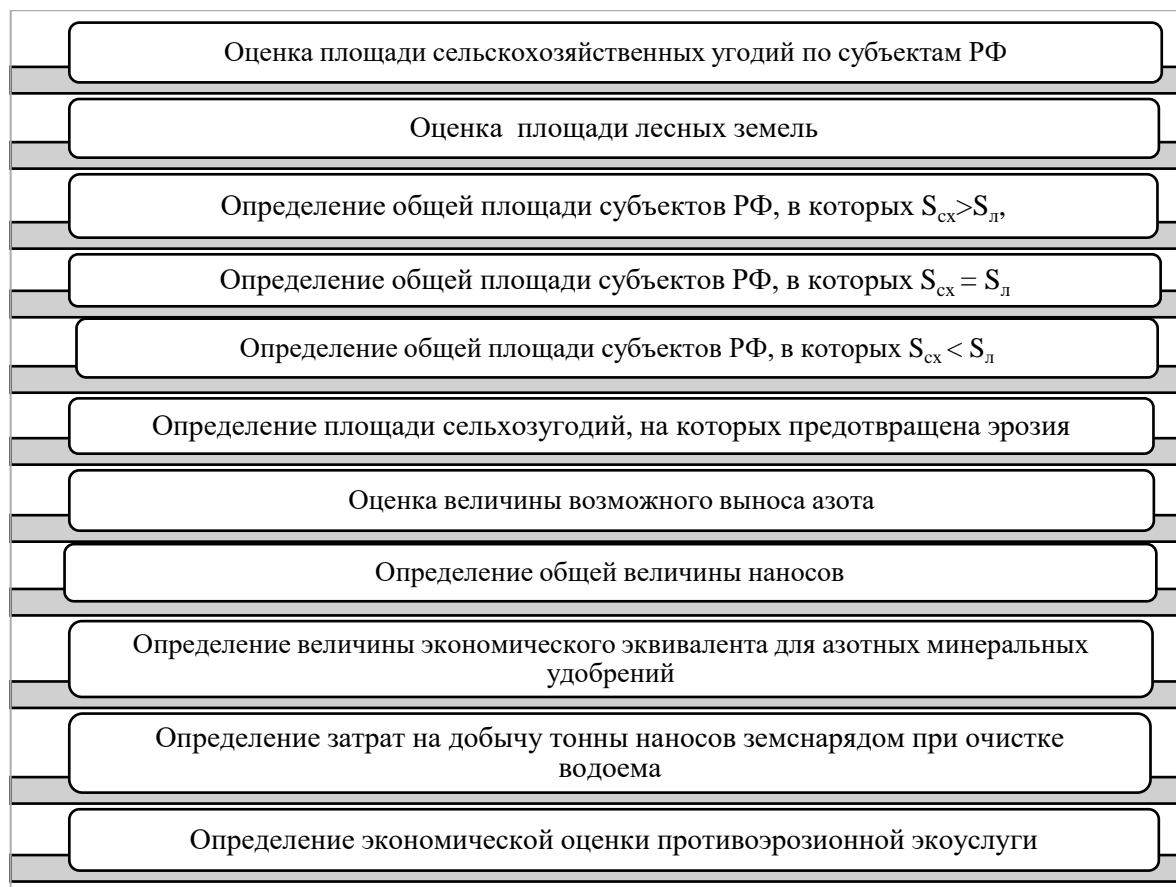 Оценка площади сельскохозяйственных угодий по субъектам РФ
Оценка площади лесных земель
Определение общей площади субъектов РФ, в которых Sсх>Sл,
Определение общей площади субъектов РФ, в которых Sсх = Sл
Определение общей площади субъектов РФ, в которых Sсх < Sл
Определение площади сельхозугодий, на которых предотвращена эрозия
Оценка величины возможного выноса азота
Определение общей величины наносов
Определение величины экономического эквивалента для азотных минеральных
удобрений
Определение затрат на добычу тонны наносов земснарядом при очистке
водоема
Определение экономической оценки противоэрозионной экоуслуги